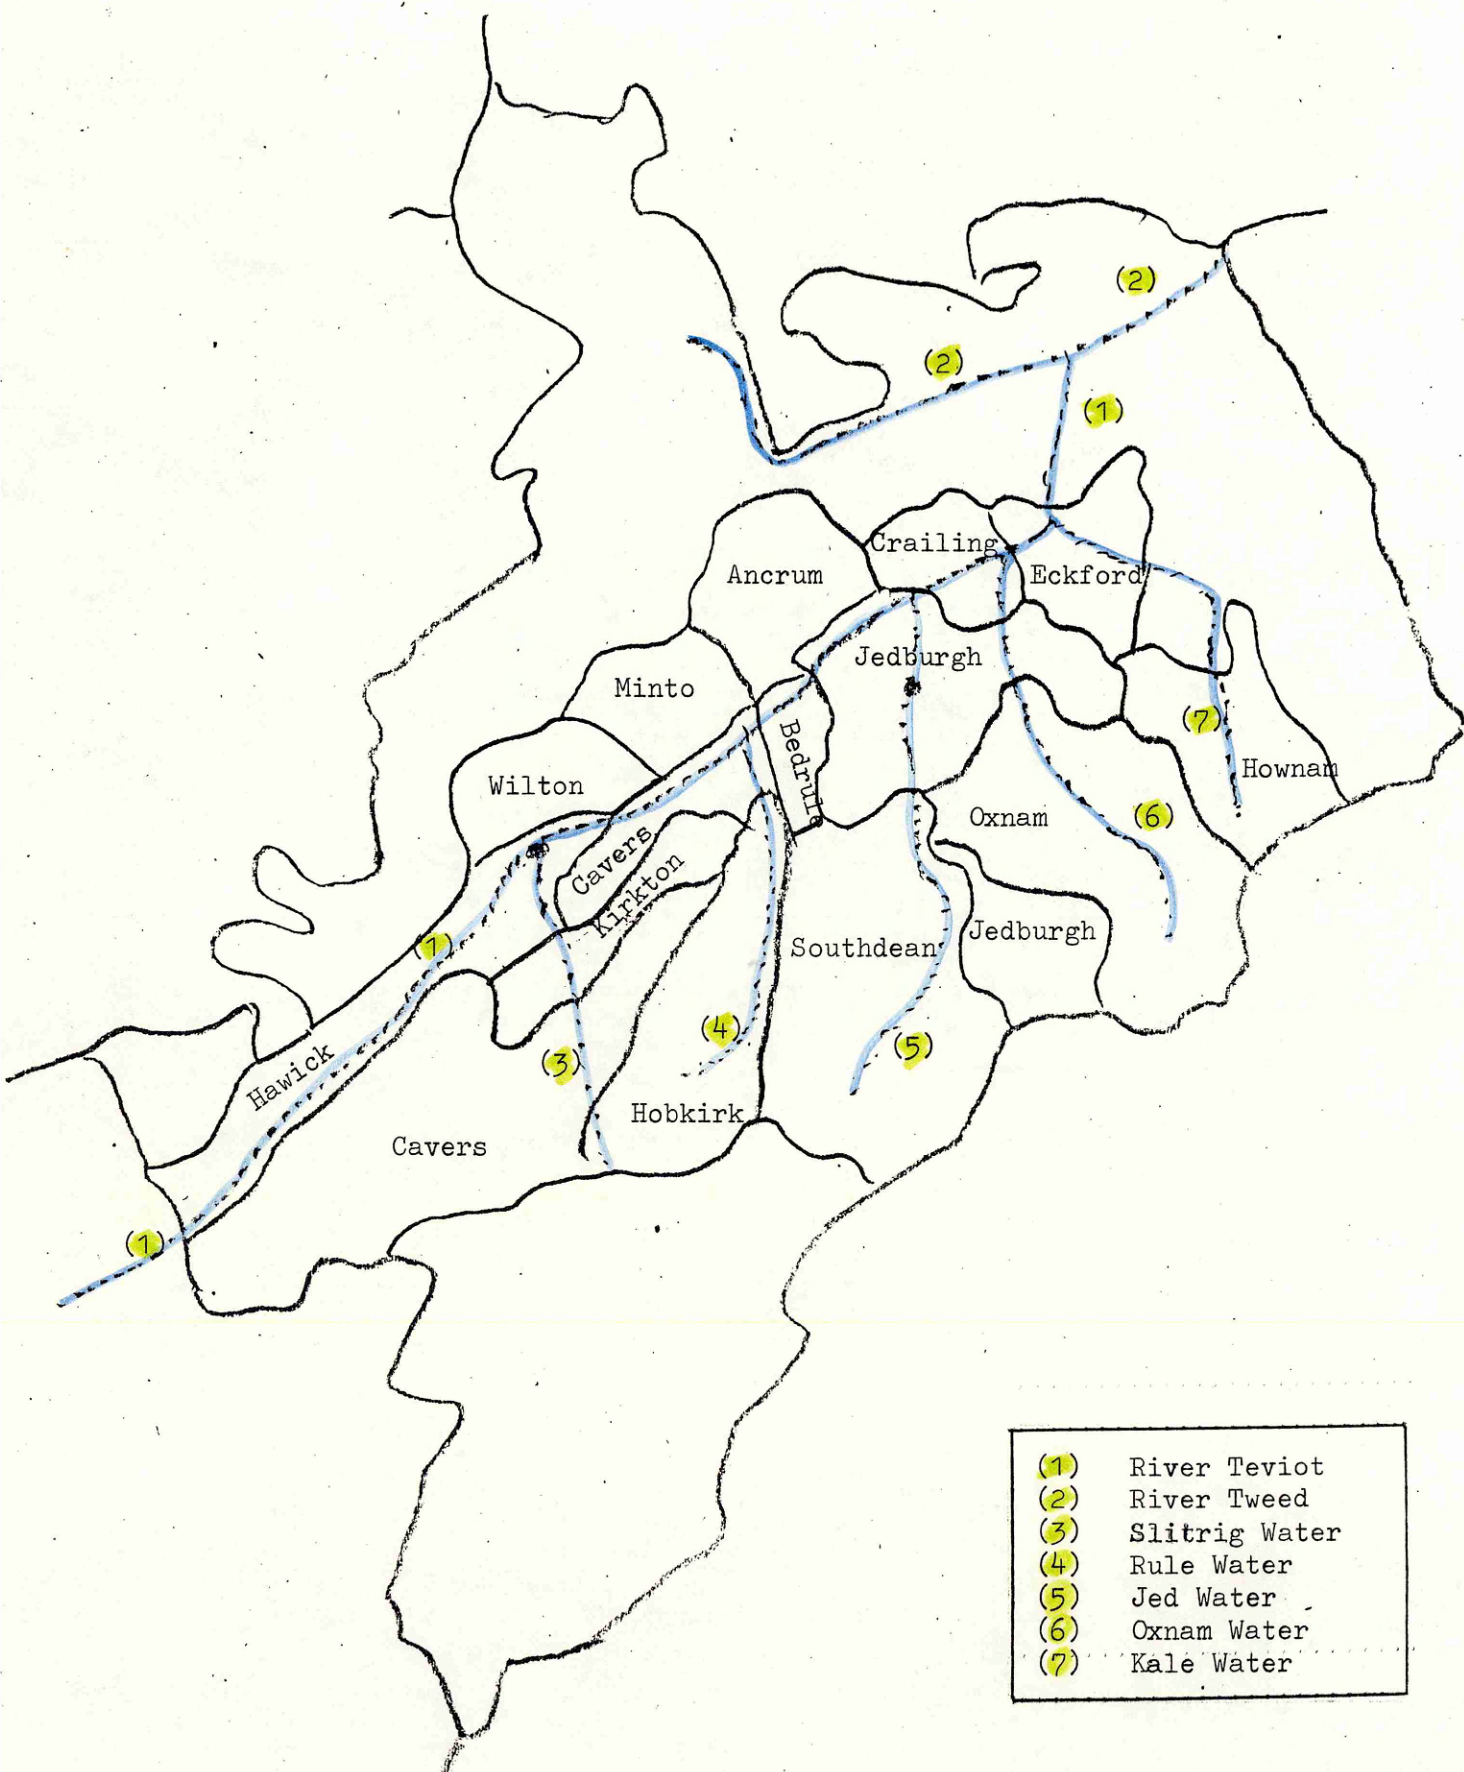 (2)
(2)
(1)
Crailing
Ancrum
Eckford
Jedburgh
Minto
(7)
Bedrule
Hownam
Wilton
Oxnam
(6)
Cavers
Kirkton
(1)
Southdean
Jedburgh
(4)
(5)
(3)
Hawick
Hobkirk
Cavers
(1)
(1) River Teviot
(2) River Tweed
(3) Slitrig Water
(4) Rule Water
(5) Jed Water
(6) Oxnam Water
(7) Kale Water